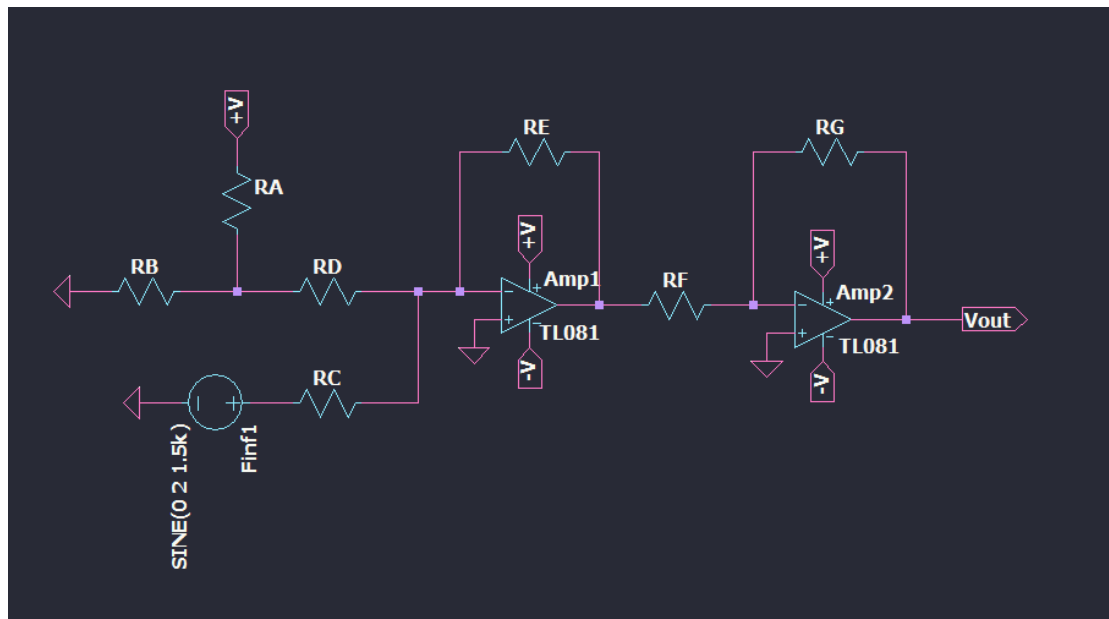 +V
RA
RB
RD
RE
+V
Amp1
TL081
-V
RF
RG
+V
Amp2
TL081
-V
Vout
RC
SINE(0 2 1.5k)
Finf1